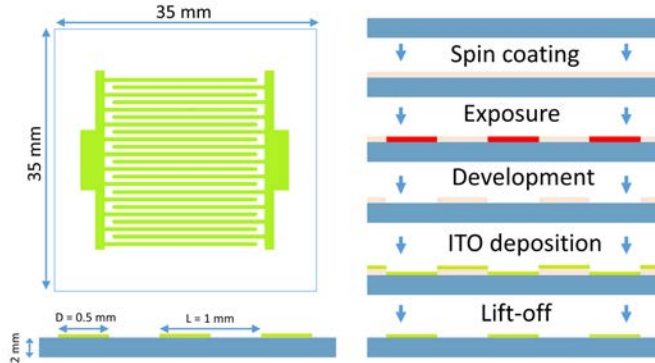 35 mm
35 mm
D = 0.5 mm
L = 1 mm
2 mm
Spin coating
Exposure
Development
ITO deposition
Lift-off